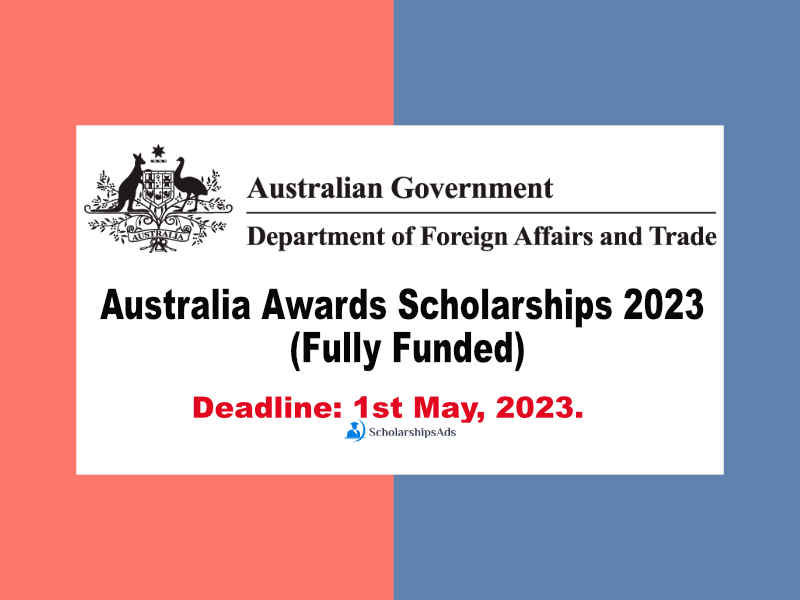 Australian Government
Department of Foreign Affairs and Trade
AUSTRALIA
Australia Awards Scholarships 2023
(Fully Funded)
Deadline: 1st May, 2023.
ScholarshipsAds